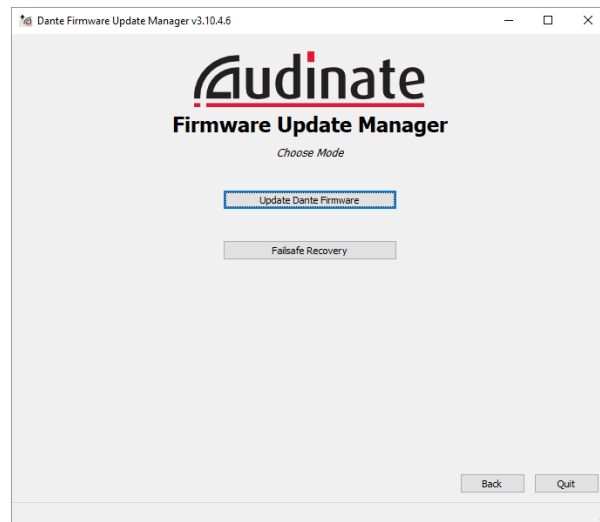 Dante Firmware Update Manager v3.10.4.6
Audinate
Firmware Update Manager
Choose Mode
Update Dante Firmware
Failsafe Recovery
Back Quit